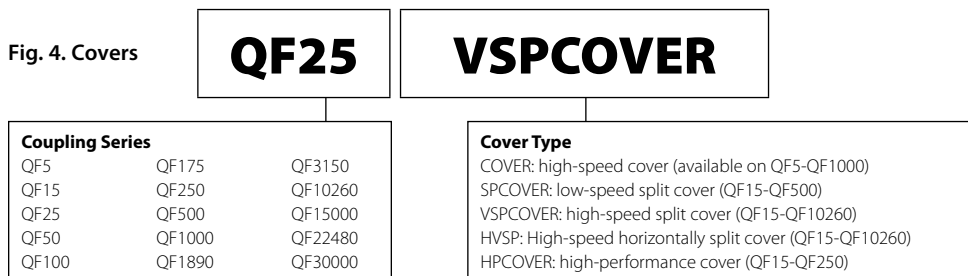 Fig. 4. Covers
QF25 VSPCOVER
Coupling Series
QF5 QF175 QF3150
QF15 QF250 QF10260
QF25 QF500 QF15000
QF50 QF1000 QF22480
QF100 QF1890 QF30000
Cover Type
COVER: high-speed cover (available on QF5-QF1000)
SPCOVER: low-speed split cover (QF15-QF500)
VSPCOVER: high-speed split cover (QF15-QF10260)
HVSP: High-speed horizontally split cover (QF15-QF10260)
HPCOVER: high-performance cover (QF15-QF250)